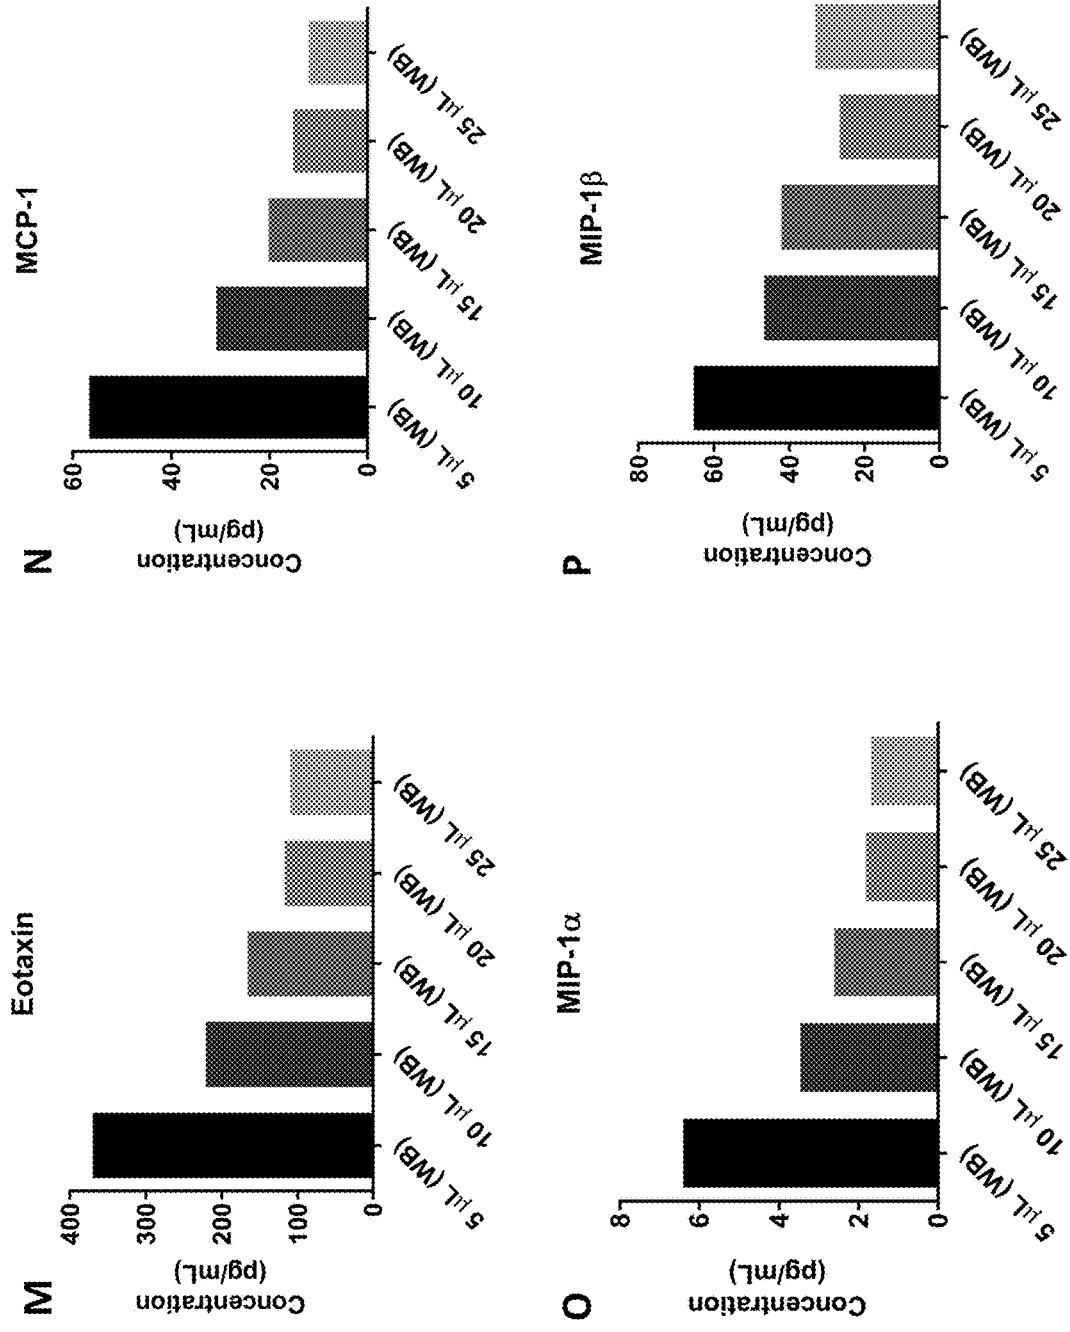 M
Eotaxin
Concentration
(pg/mL)
400
300
200
100
0
5 µL (WB)
10 µL (WB)
15 µL (WB)
20 µL (WB)
25 µL (WB)
N
MCP-1
Concentration
(pg/mL)
60
40
20
0
5 µL (WB)
10 µL (WB)
15 µL (WB)
20 µL (WB)
25 µL (WB)
O
MIP-1α
Concentration
(pg/mL)
8
6
4
2
0
5 µL (WB)
10 µL (WB)
15 µL (WB)
20 µL (WB)
25 µL (WB)
P
MIP-1β
Concentration
(pg/mL)
80
60
40
20
0
5 µL (WB)
10 µL (WB)
15 µL (WB)
20 µL (WB)
25 µL (WB)